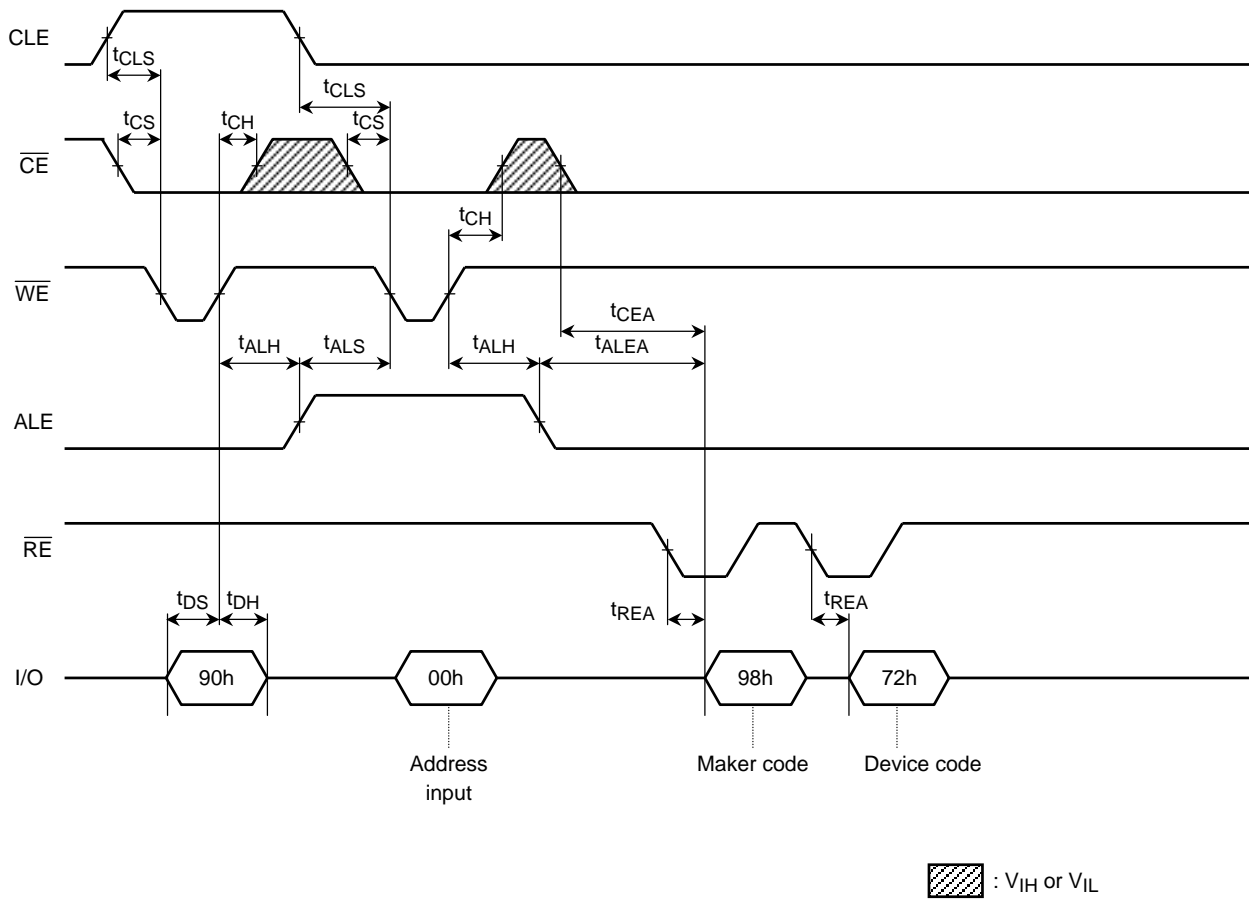 CLE
tCLS
tCLS
tCS
tCH
tCS
CE
tCH
WE
tCEA
tALH
tALS
tALH
tALEA
ALE
RE
tDS
tDH
tREA
tREA
I/O
90h
00h
98h
72h
Address
input
Maker code
Device code
: VIH or VIL